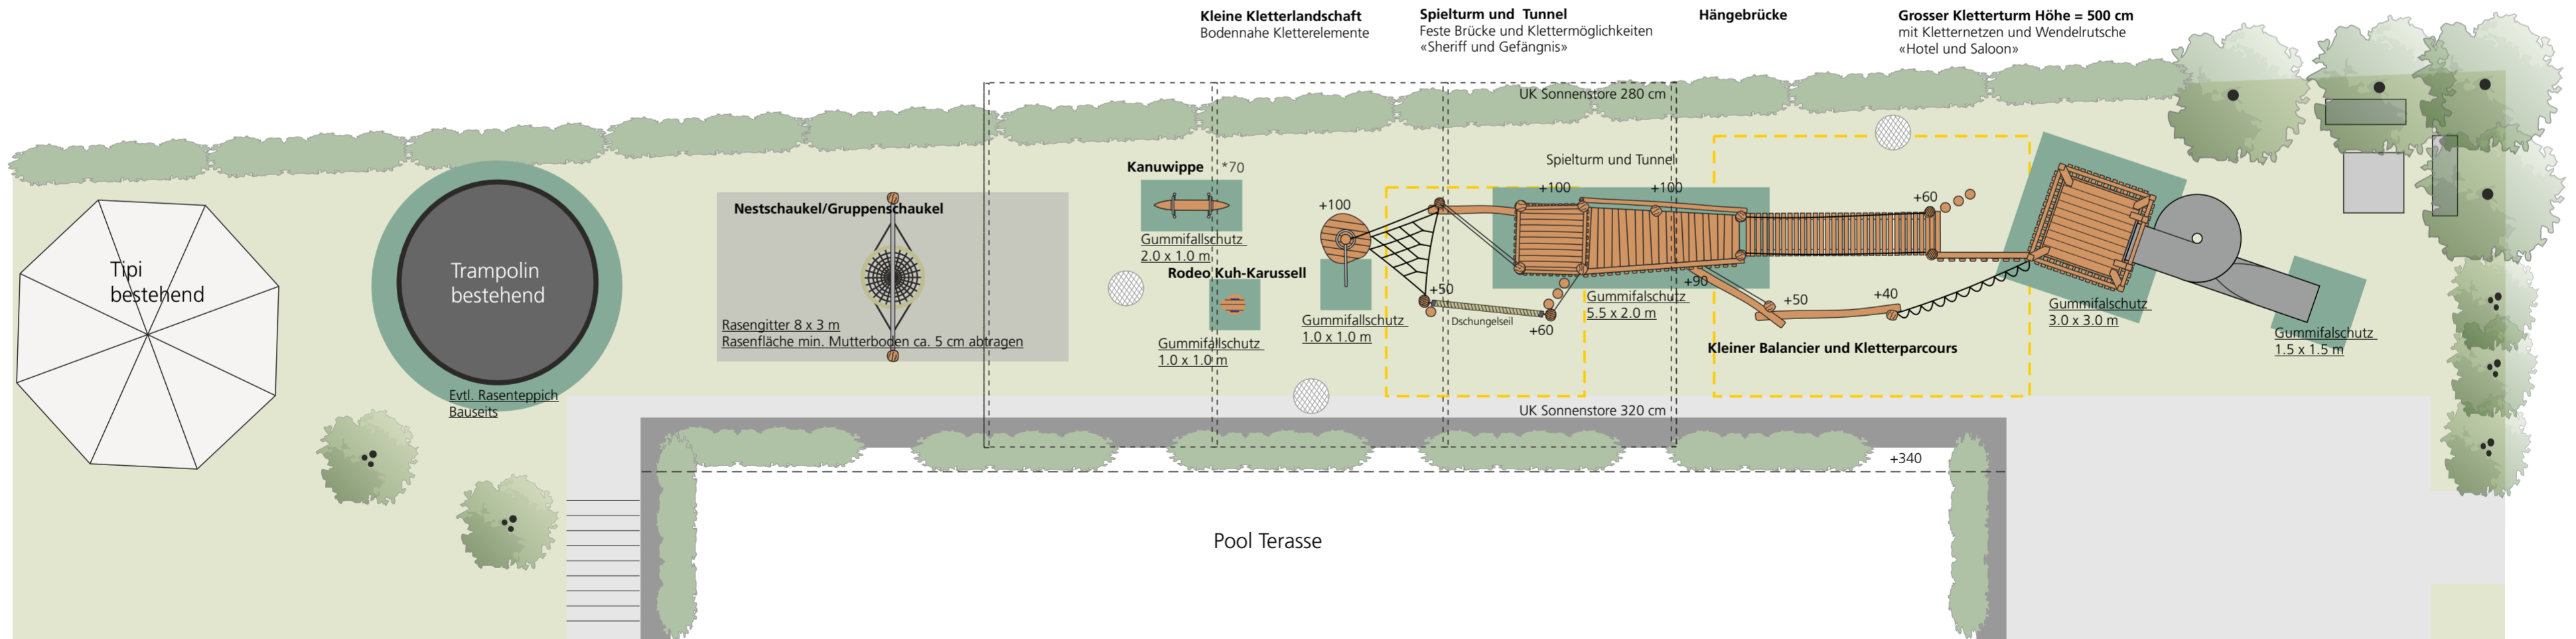 Kleine Kletterlandschaft
Bodennahe Kletterelemente
Spielturm und Tunnel
Feste Brücke und Klettermöglichkeiten
«Sheriff und Gefängnis»
Hängebrücke
Grosser Kletterturm Höhe = 500 cm
mit Kletternetzen und Wendelrutsche
«Hotel und Saloon»
UK Sonnenstore 280 cm
Kanuwippe *70
Spielturm und Tunnel
+100
+100
+100
+60
Nestschaukel/Gruppenschaukel
Gummifallschutz
2.0 x 1.0 m
Tipi
bestehend
Trampolin
bestehend
Rodeo Kuh-Karussell
+50
+90
Gummifalschutz
5.5 x 2.0 m
+50
+40
Gummifalschutz
3.0 x 3.0 m
Rasengitter 8 x 3 m
Rasenfläche min. Mutterboden ca. 5 cm abtragen
Gummifallschutz
1.0 x 1.0 m
Dschungelseil
+60
Gummifallschutz
1.0 x 1.0 m
Kleiner Balancier und Kletterparcours
Gummifalschutz
1.5 x 1.5 m
Evtl. Rasenteppich
Bauseits
UK Sonnenstore 320 cm
+340
Pool Terasse